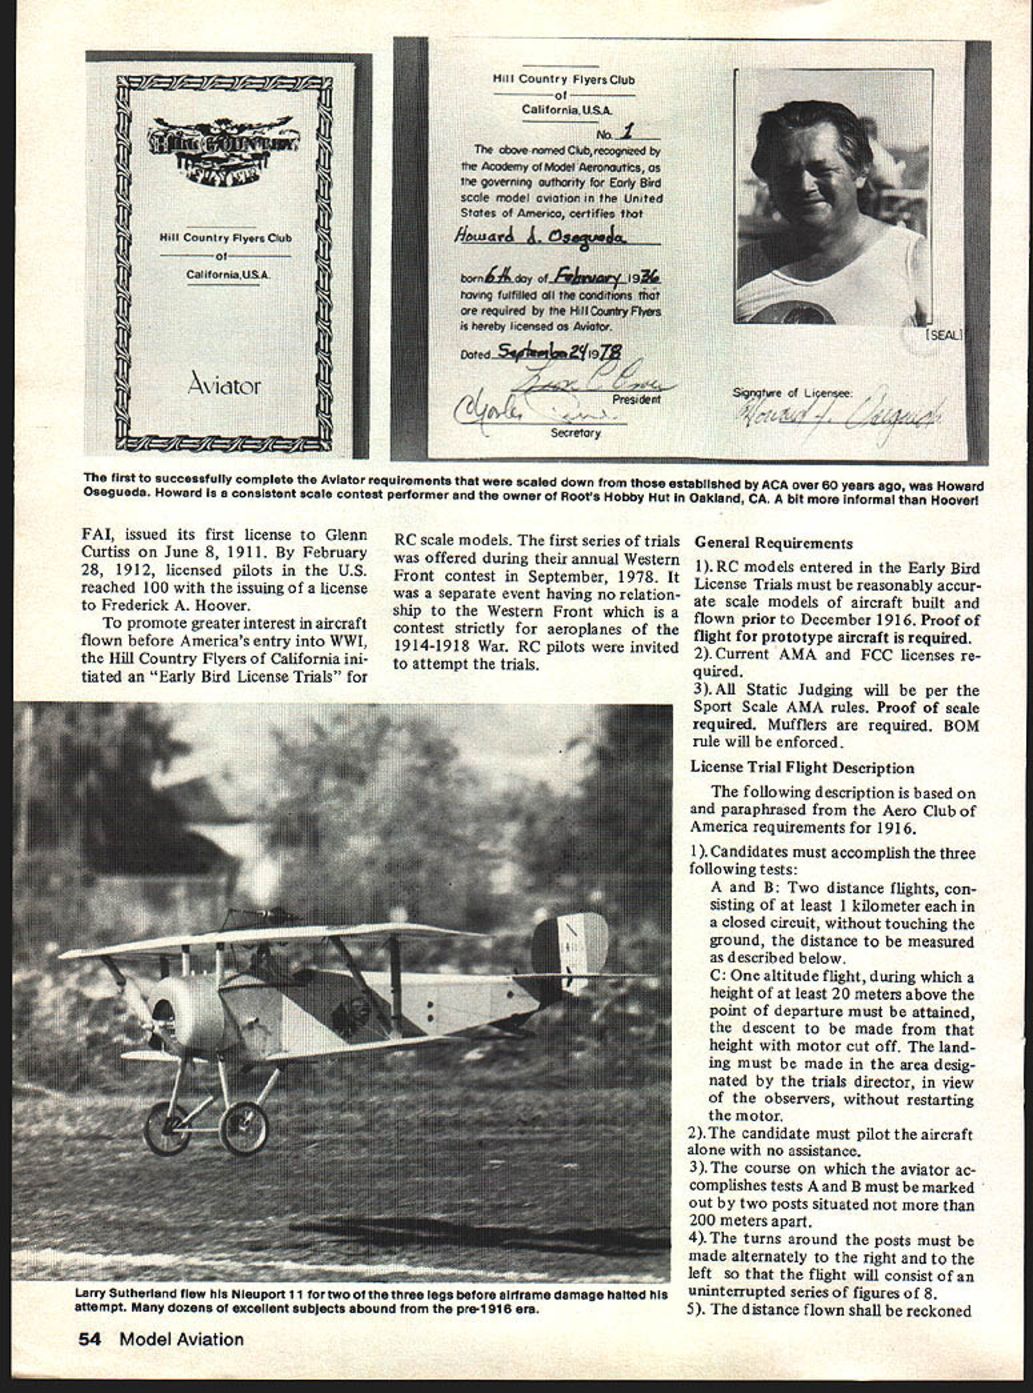 HILL COUNTRY
FLYERS
Hill Country Flyers Club
of
California, U.S.A.
Aviator
Hill Country Flyers Club
of
California, U.S.A.
No. 1
The above-named Club, recognized by
the Academy of Model Aeronautics, as
the governing authority for Early Bird
scale model aviation in the United
States of America, certifies that
Howard J. Osegueda
born 6th day of February 1936
having fulfilled all the conditions that
are required by the Hill Country Flyers
is hereby licensed as Aviator.
Dated September 24 1978
President
Charles
Secretary
[SEAL]
Signature of Licensee:
Howard J. Osegueda
The first to successfully complete the Aviator requirements that were scaled down from those established by ACA over 60 years ago, was Howard
Osegueda. Howard is a consistent scale contest performer and the owner of Root's Hobby Hut in Oakland, CA. A bit more informal than Hoover!
FAI, issued its first license to Glenn
Curtiss on June 8, 1911. By February
28, 1912, licensed pilots in the U.S.
reached 100 with the issuing of a license
to Frederick A. Hoover.
To promote greater interest in aircraft
flown before America's entry into WWI,
the Hill Country Flyers of California ini-
tiated an "Early Bird License Trials" for
RC scale models. The first series of trials
was offered during their annual Western
Front contest in September, 1978. It
was a separate event having no relation-
ship to the Western Front which is a
contest strictly for aeroplanes of the
1914-1918 War. RC pilots were invited
to attempt the trials.
General Requirements
1). RC models entered in the Early Bird
License Trials must be reasonably accur-
ate scale models of aircraft built and
flown prior to December 1916. Proof of
flight for prototype aircraft is required.
2). Current AMA and FCC licenses re-
quired.
3). All Static Judging will be per the
Sport Scale AMA rules. Proof of scale
required. Mufflers are required. BOM
rule will be enforced.
License Trial Flight Description
The following description is based on
and paraphrased from the Aero Club of
America requirements for 1916.
1). Candidates must accomplish the three
following tests:
A and B: Two distance flights, con-
sisting of at least 1 kilometer each in
a closed circuit, without touching the
ground, the distance to be measured
as described below.
C: One altitude flight, during which a
height of at least 20 meters above the
point of departure must be attained,
the descent to be made from that
height with motor cut off. The land-
ing must be made in the area desig-
nated by the trials director, in view
of the observers, without restarting
the motor.
2). The candidate must pilot the aircraft
alone with no assistance.
3). The course on which the aviator ac-
complishes tests A and B must be marked
out by two posts situated not more than
200 meters apart.
4). The turns around the posts must be
made alternately to the right and to the
left so that the flight will consist of an
uninterrupted series of figures of 8.
5). The distance flown shall be reckoned
Larry Sutherland flew his Nieuport 11 for two of the three legs before airframe damage halted his
attempt. Many dozens of excellent subjects abound from the pre-1916 era.
54 Model Aviation